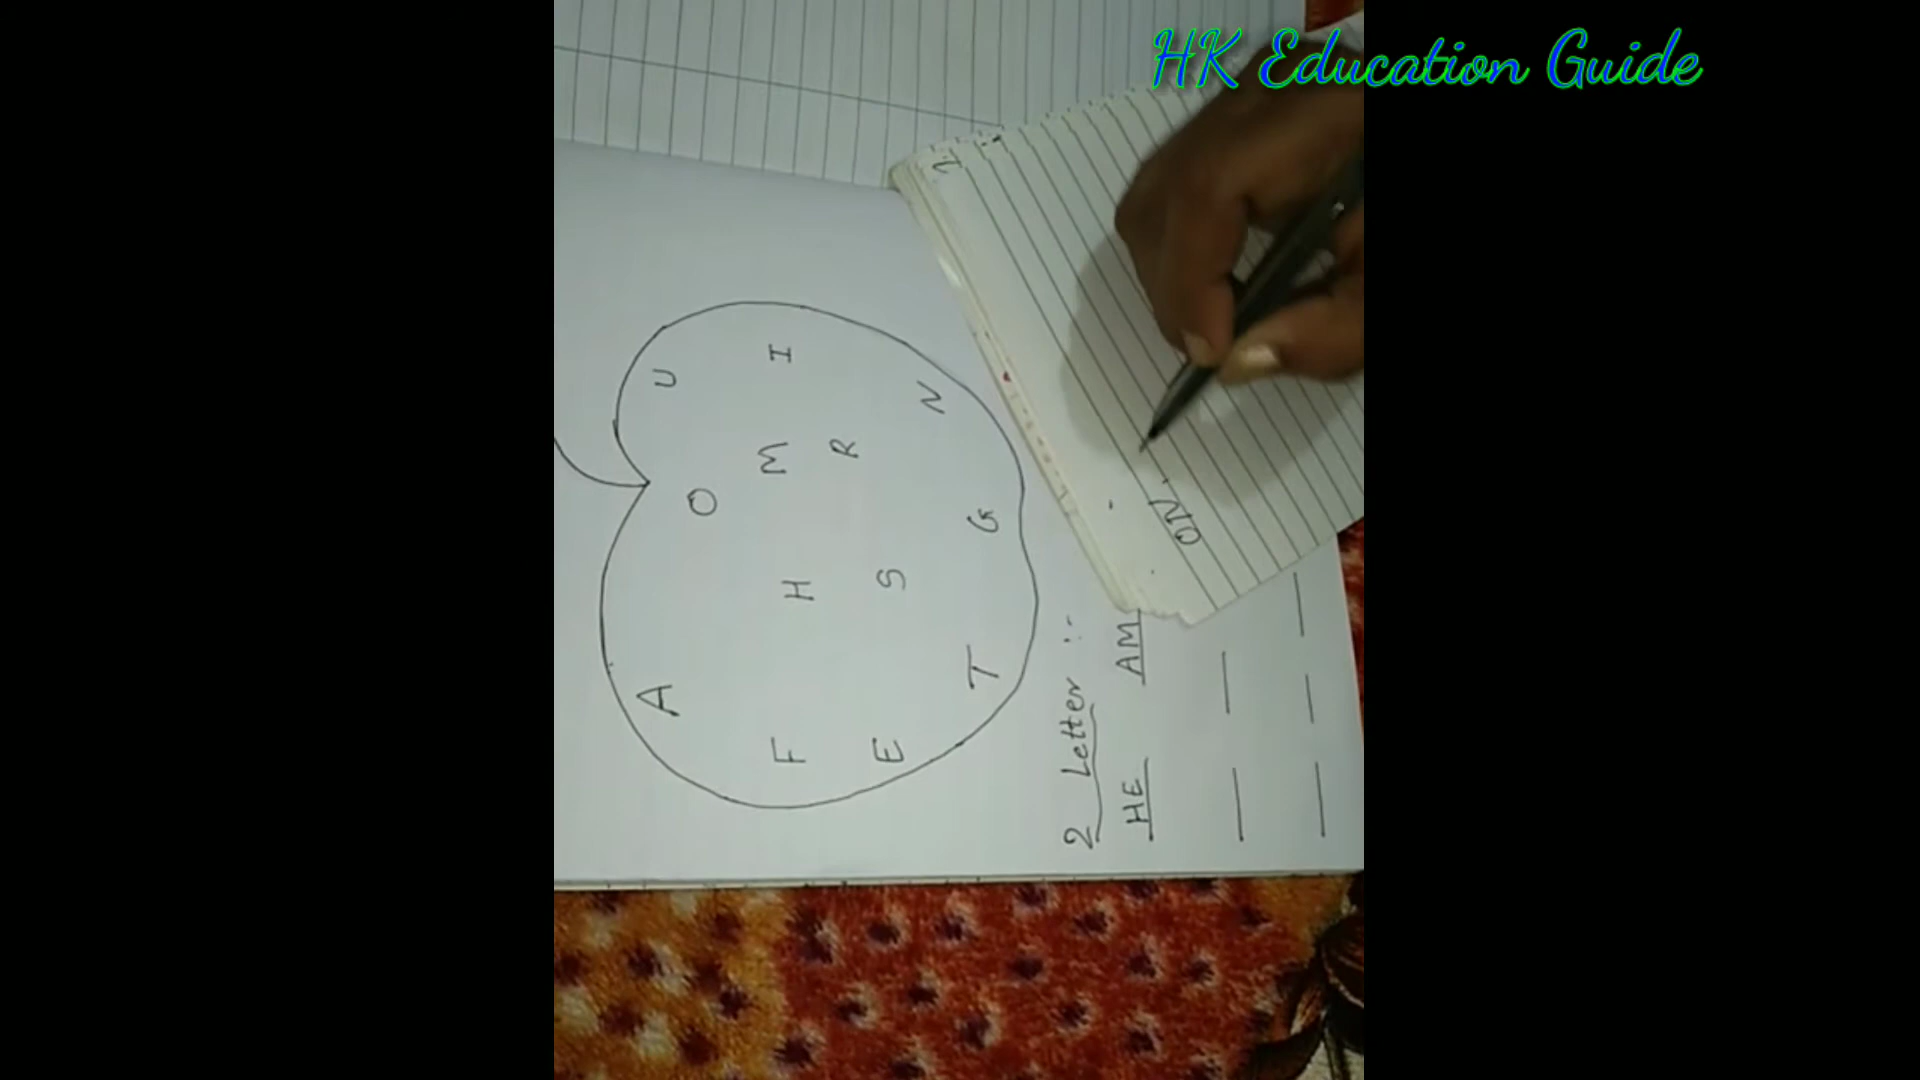 HK Education Guide
U
I
O
M
R
N
A
H
S
G
F
E
T
2 Letter :-
HE AM
ON.